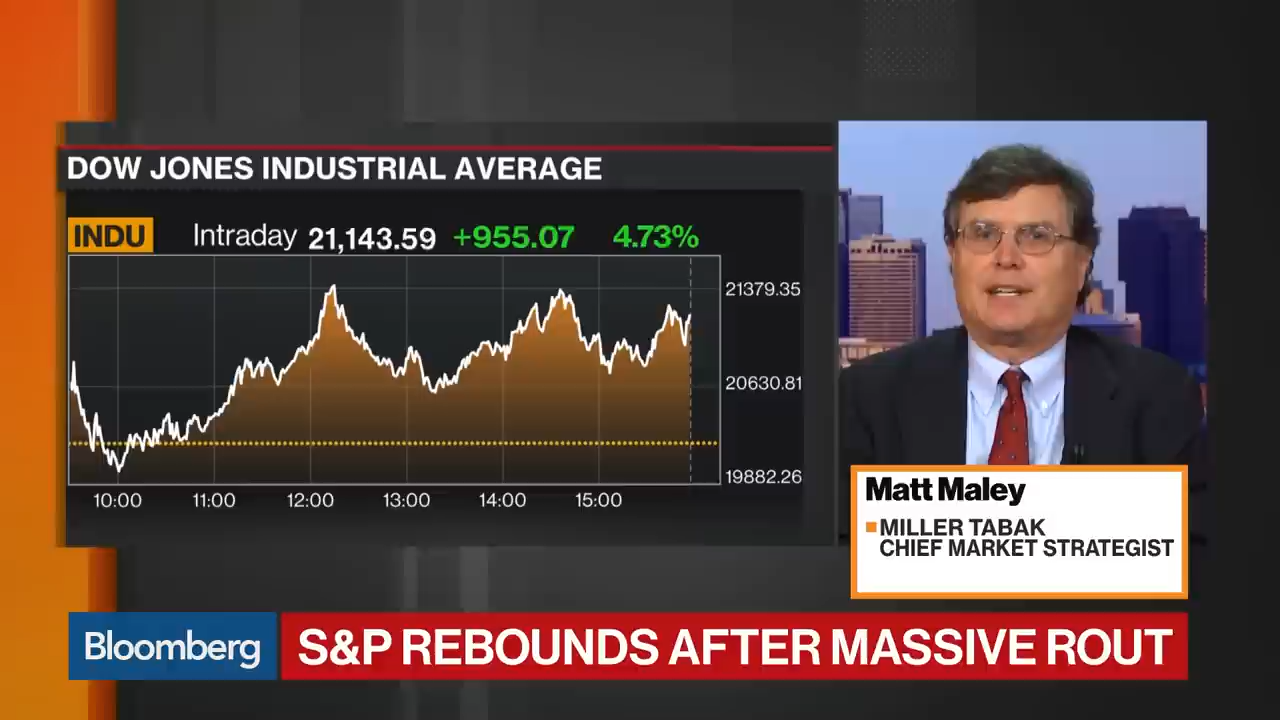 DOW JONES INDUSTRIAL AVERAGE
INDU Intraday 21,143.59 +955.07 4.73%
21379.35
20630.81
19882.26
10:00 11:00 12:00 13:00 14:00 15:00
Matt Maley
MILLER TABAK
CHIEF MARKET STRATEGIST
Bloomberg S&P REBOUNDS AFTER MASSIVE ROUT